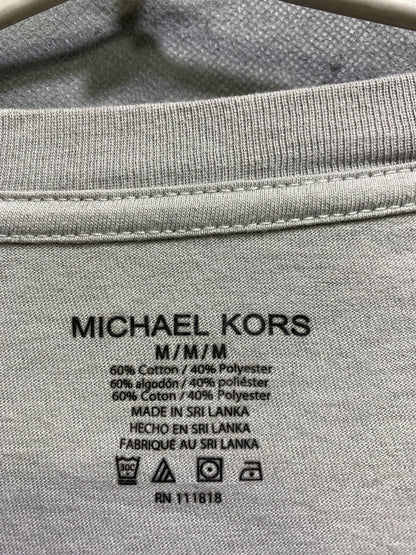 MICHAEL KORS
M/M/M
60% Cotton / 40% Polyester
60% algodón / 40% poliéster
60% Coton / 40% Polyester
MADE IN SRI LANKA
HECHO EN SRI LANKA
FABRIQUÉ AU SRI LANKA
30C
RN 111818